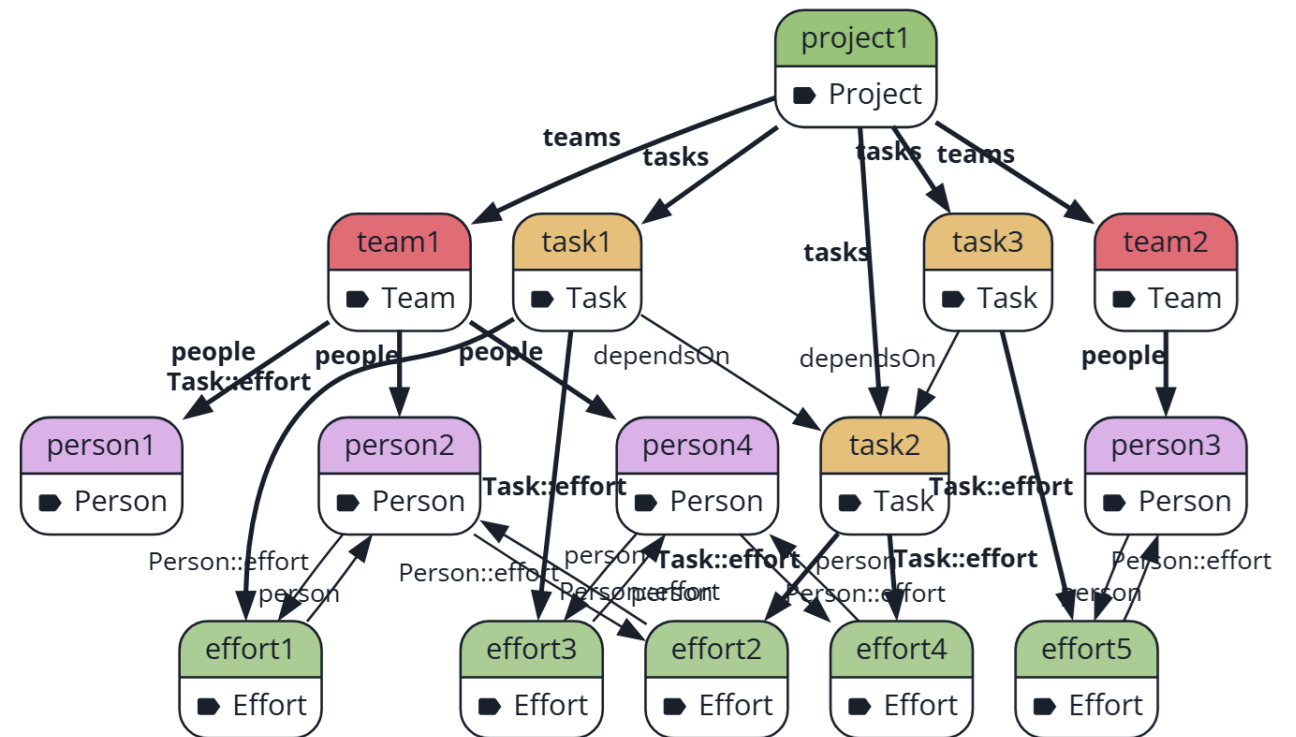 project1
Project
teams
tasks
tasks
teams
tasks
team1
Team
task1
Task
task3
Task
team2
Team
people
Task::effort
people
people
dependsOn
dependsOn
people
person1
Person
person2
Person
person4
Person
task2
Task
person3
Person
Task::effort
Task::effort
Person::effort
person
Person::effort
person
Person::effort
person
Task::effort
person
Person::effort
Task::effort
person
Person::effort
effort1
Effort
effort3
Effort
effort2
Effort
effort4
Effort
effort5
Effort